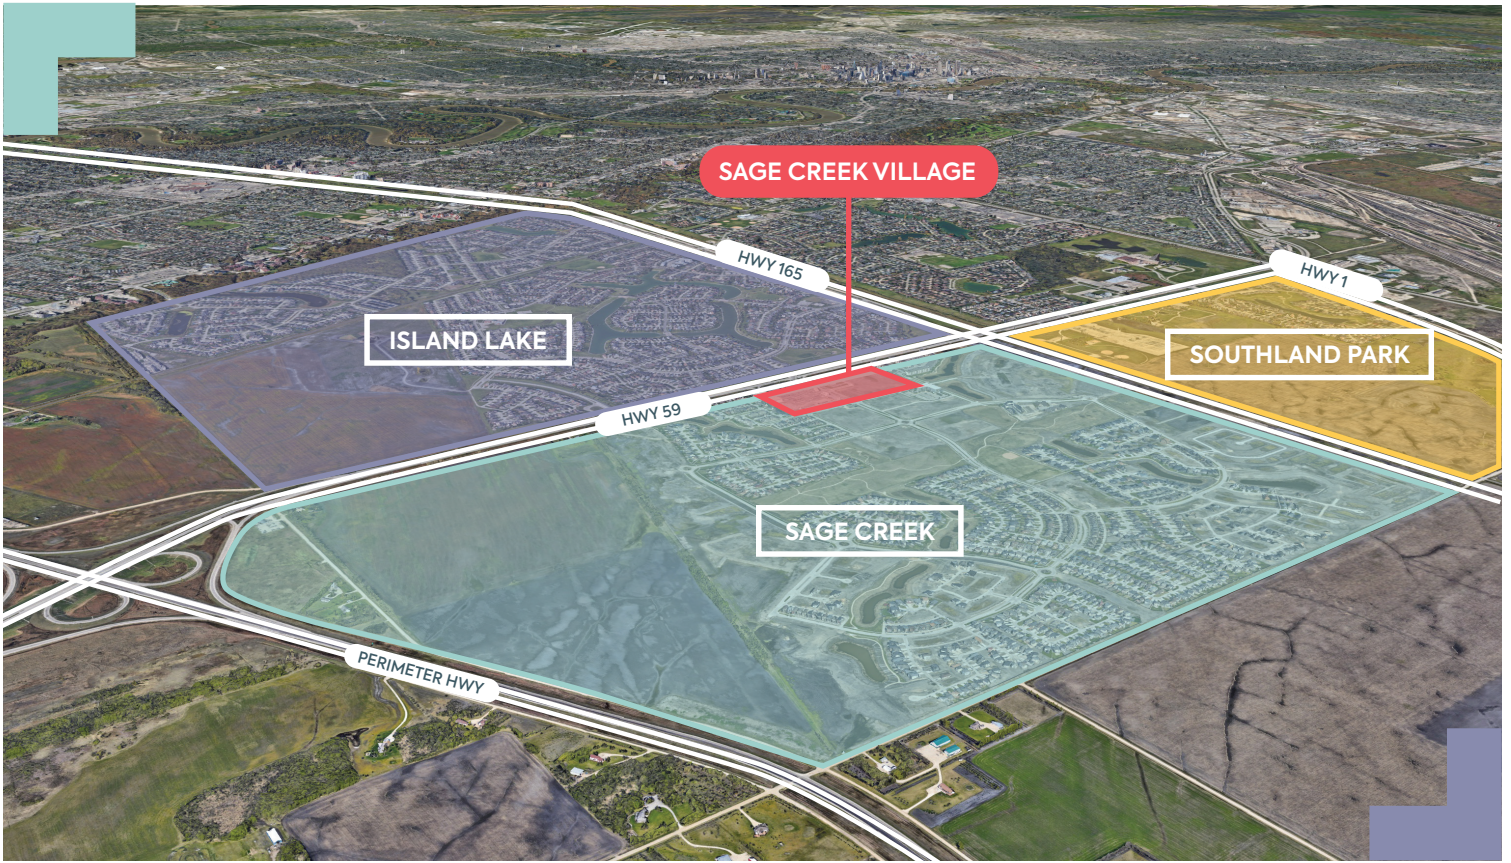 SAGE CREEK VILLAGE
HWY 165
HWY 1
ISLAND LAKE
SOUTHLAND PARK
HWY 59
SAGE CREEK
PERIMETER HWY